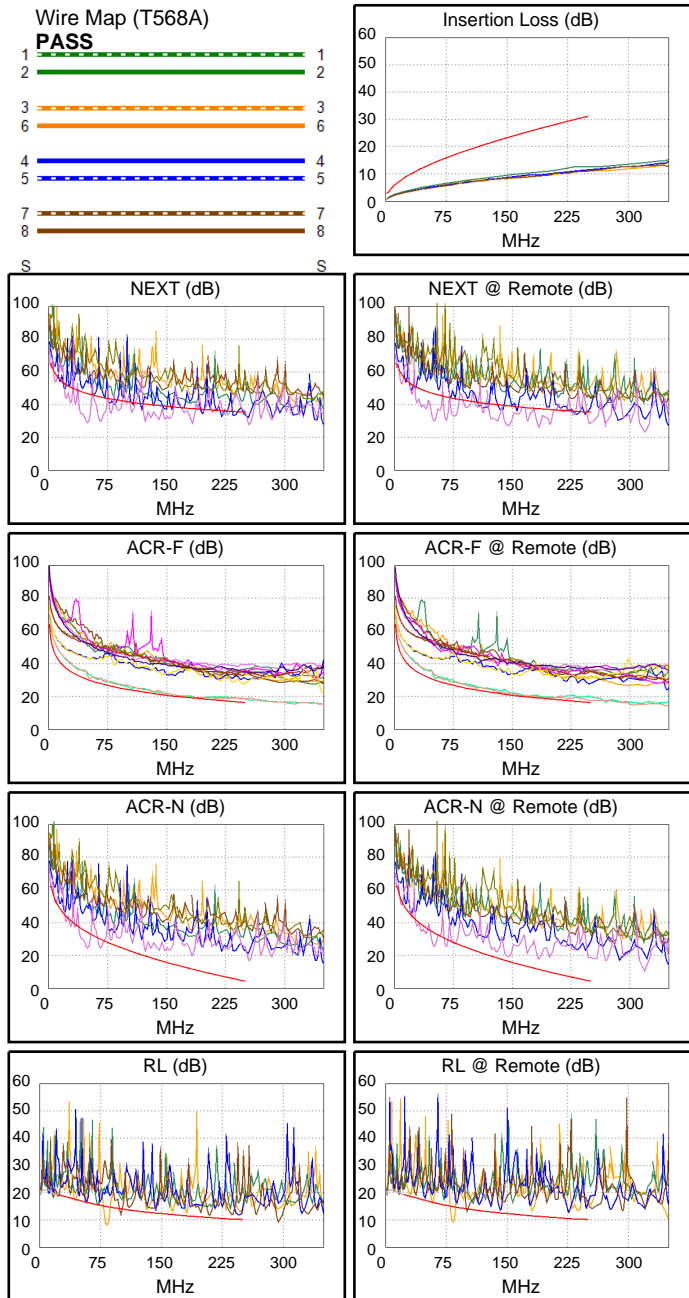 Wire Map (T568A)
PASS
1 1
2 2
3 3
6 6
4 4
5 5
7 7
8 8
S S
Insertion Loss (dB)
60
50
40
30
20
10
0
0 75 150 225 300
MHz
NEXT (dB)
100
80
60
40
20
0
0 75 150 225 300
MHz
NEXT @ Remote (dB)
100
80
60
40
20
0
0 75 150 225 300
MHz
ACR-F (dB)
100
80
60
40
20
0
0 75 150 225 300
MHz
ACR-F @ Remote (dB)
100
80
60
40
20
0
0 75 150 225 300
MHz
ACR-N (dB)
100
80
60
40
20
0
0 75 150 225 300
MHz
ACR-N @ Remote (dB)
100
80
60
40
20
0
0 75 150 225 300
MHz
RL (dB)
60
50
40
30
20
10
0
0 75 150 225 300
MHz
RL @ Remote (dB)
60
50
40
30
20
10
0
0 75 150 225 300
MHz